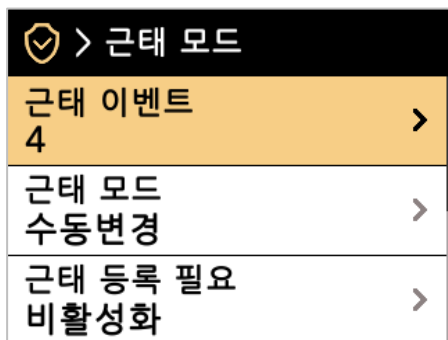 > 근태 모드
근태 이벤트
4
근태 모드
수동변경
근태 등록 필요
비활성화